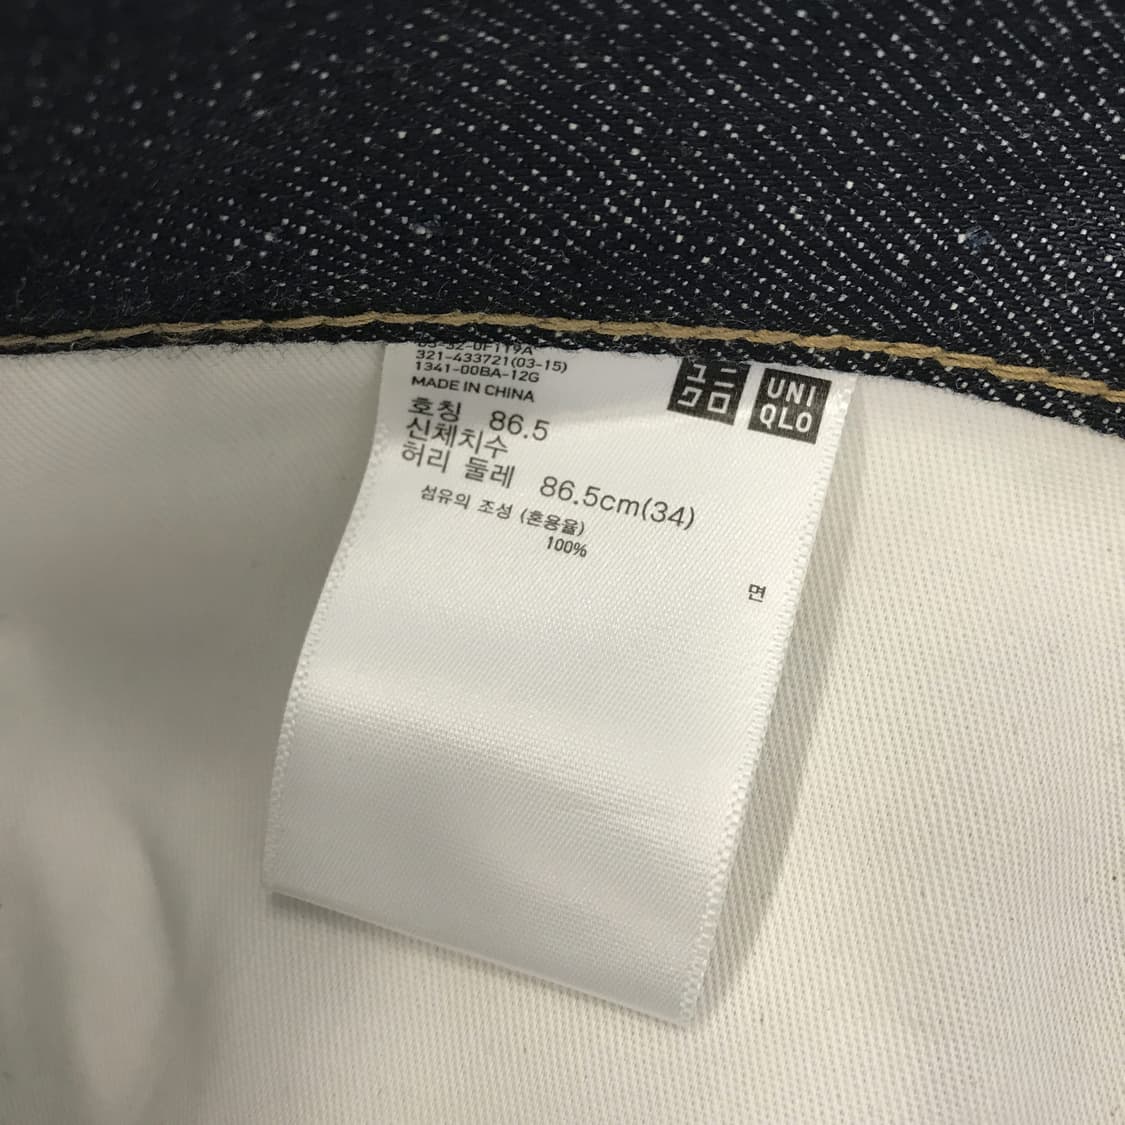 321-433721(03-15)
1341-00BA-12G
MADE IN CHINA
ユニ
クロ
UNI
QLO
호칭 86.5
신체치수
허리 둘레 86.5cm(34)
섬유의 조성 (혼용율)
100%
면